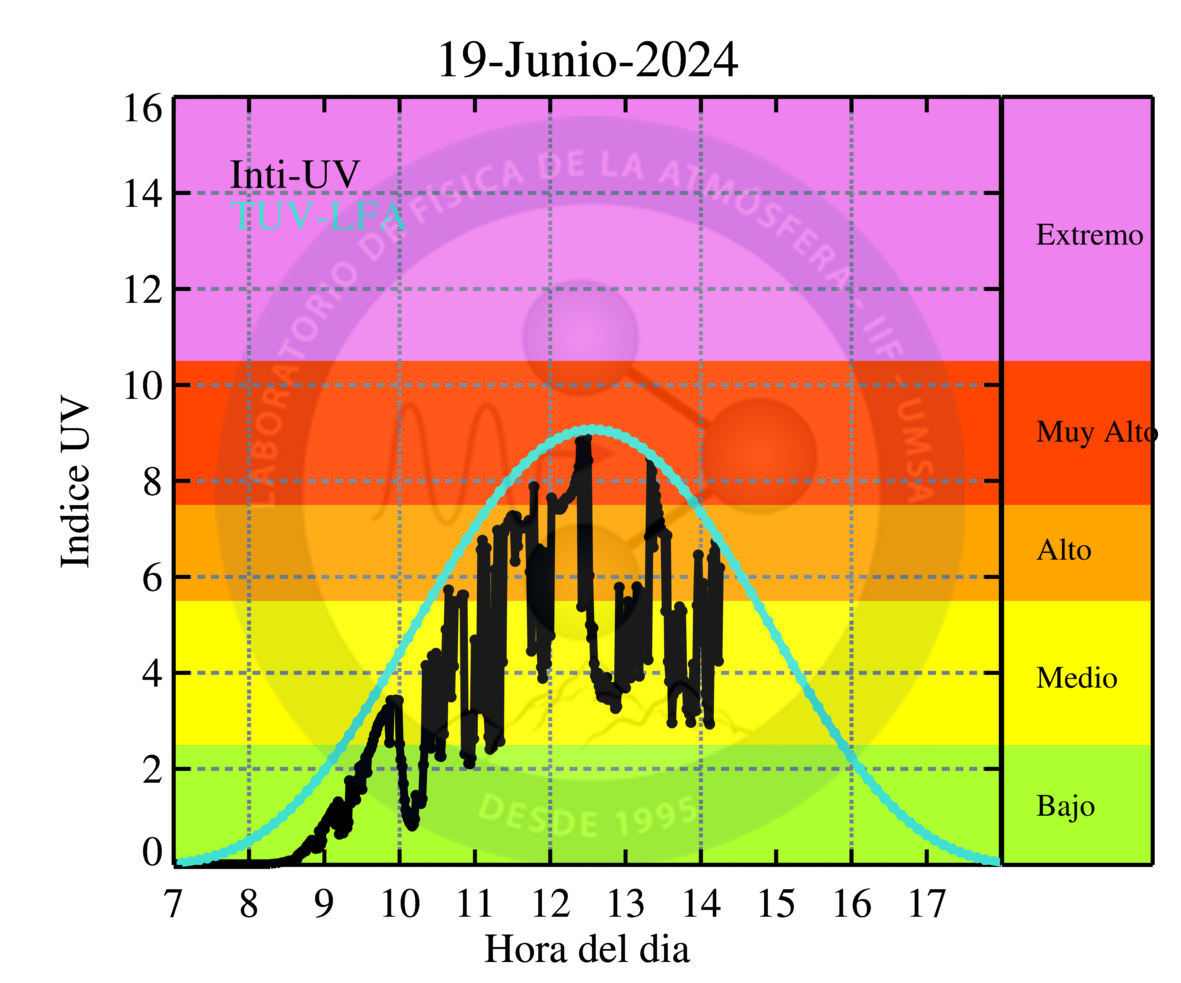 19-Junio-2024
Inti-UV
TUV-LFA
LABORATORIO DE FÍSICA DE LA ATMÓSFERA - IIF - UMSA
DESDE 1995
Indice UV
16
14
12
10
8
6
4
2
0
Extremo
Muy Alto
Alto
Medio
Bajo
7 8 9 10 11 12 13 14 15 16 17
Hora del dia